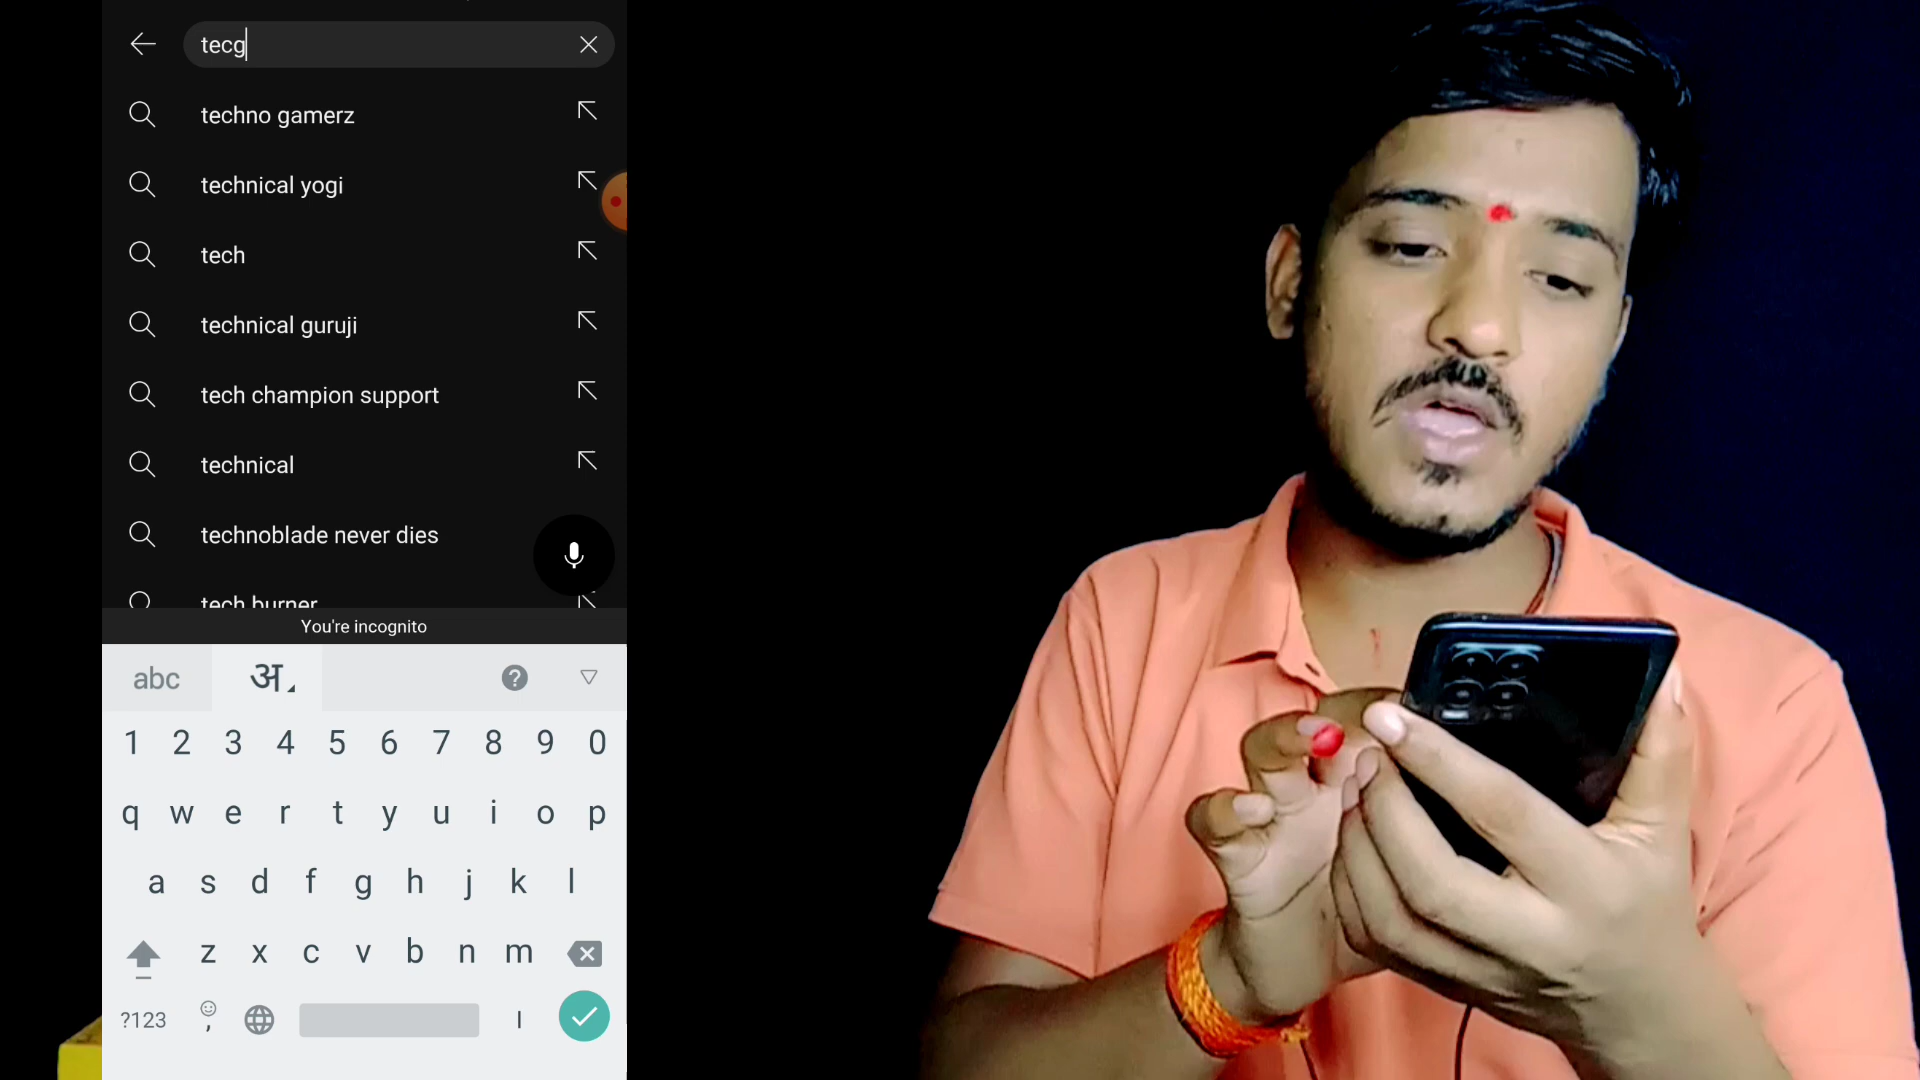 tecg
techno gamerz
technical yogi
tech
technical guruji
tech champion support
technical
technoblade never dies
tech burner
You're incognito
abc अ ?
1 2 3 4 5 6 7 8 9 0
q w e r t y u i o p
a s d f g h j k l
z x c v b n m
?123 , ।